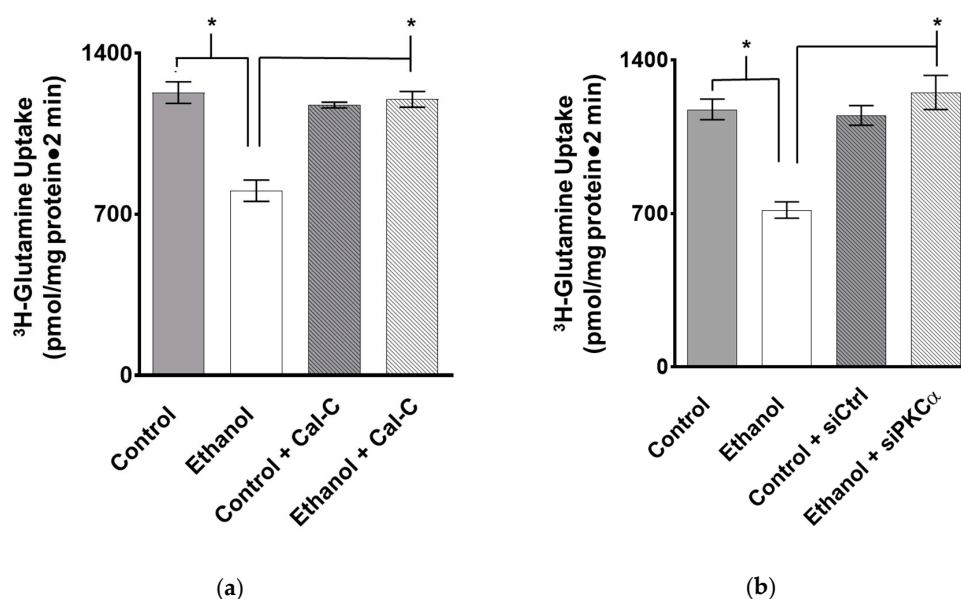 *
*
1400
700
0
³H-Glutamine Uptake
(pmol/mg protein●2 min)
Control
Ethanol
Control + Cal-C
Ethanol + Cal-C
(a)
*
*
1400
700
0
³H-Glutamine Uptake
(pmol/mg protein●2 min)
Control
Ethanol
Control + siCtrl
Ethanol + siPKCα
(b)